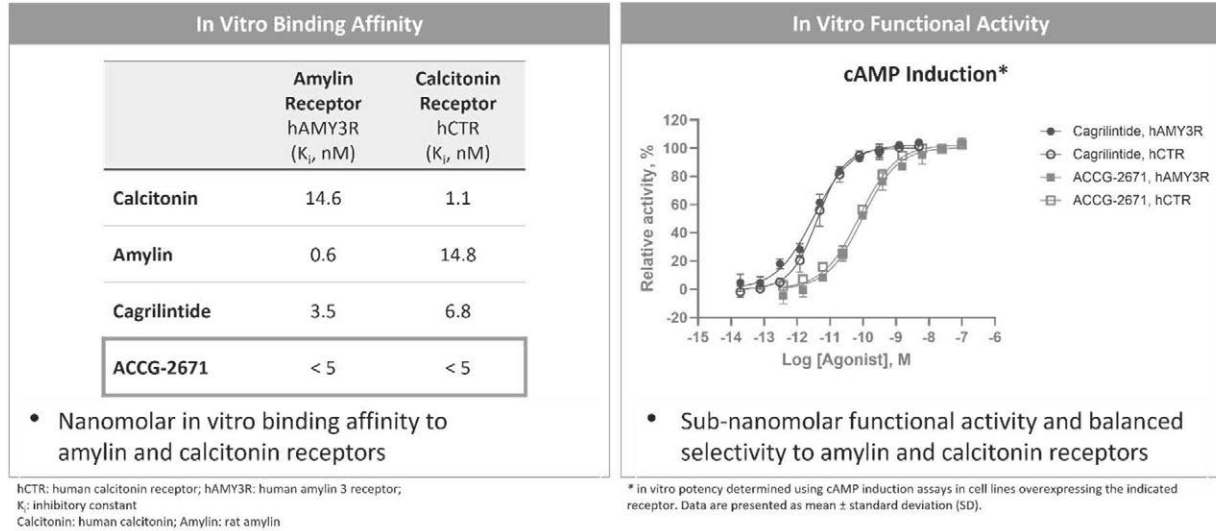 In Vitro Binding Affinity
Amylin
Receptor
hAMY3R
(Kᵢ, nM)
Calcitonin
Receptor
hCTR
(Kᵢ, nM)
Calcitonin 14.6 1.1
Amylin 0.6 14.8
Cagrilintide 3.5 6.8
ACCG-2671 < 5 < 5
• Nanomolar in vitro binding affinity to
amylin and calcitonin receptors
hCTR: human calcitonin receptor; hAMY3R: human amylin 3 receptor;
Kᵢ: inhibitory constant
Calcitonin: human calcitonin; Amylin: rat amylin
In Vitro Functional Activity
cAMP Induction*
Relative activity, %
120
100
80
60
40
20
0
-20
-15 -14 -13 -12 -11 -10 -9 -8 -7 -6
Log [Agonist], M
Cagrilintide, hAMY3R
Cagrilintide, hCTR
ACCG-2671, hAMY3R
ACCG-2671, hCTR
• Sub-nanomolar functional activity and balanced
selectivity to amylin and calcitonin receptors
* in vitro potency determined using cAMP induction assays in cell lines overexpressing the indicated
receptor. Data are presented as mean ± standard deviation (SD).